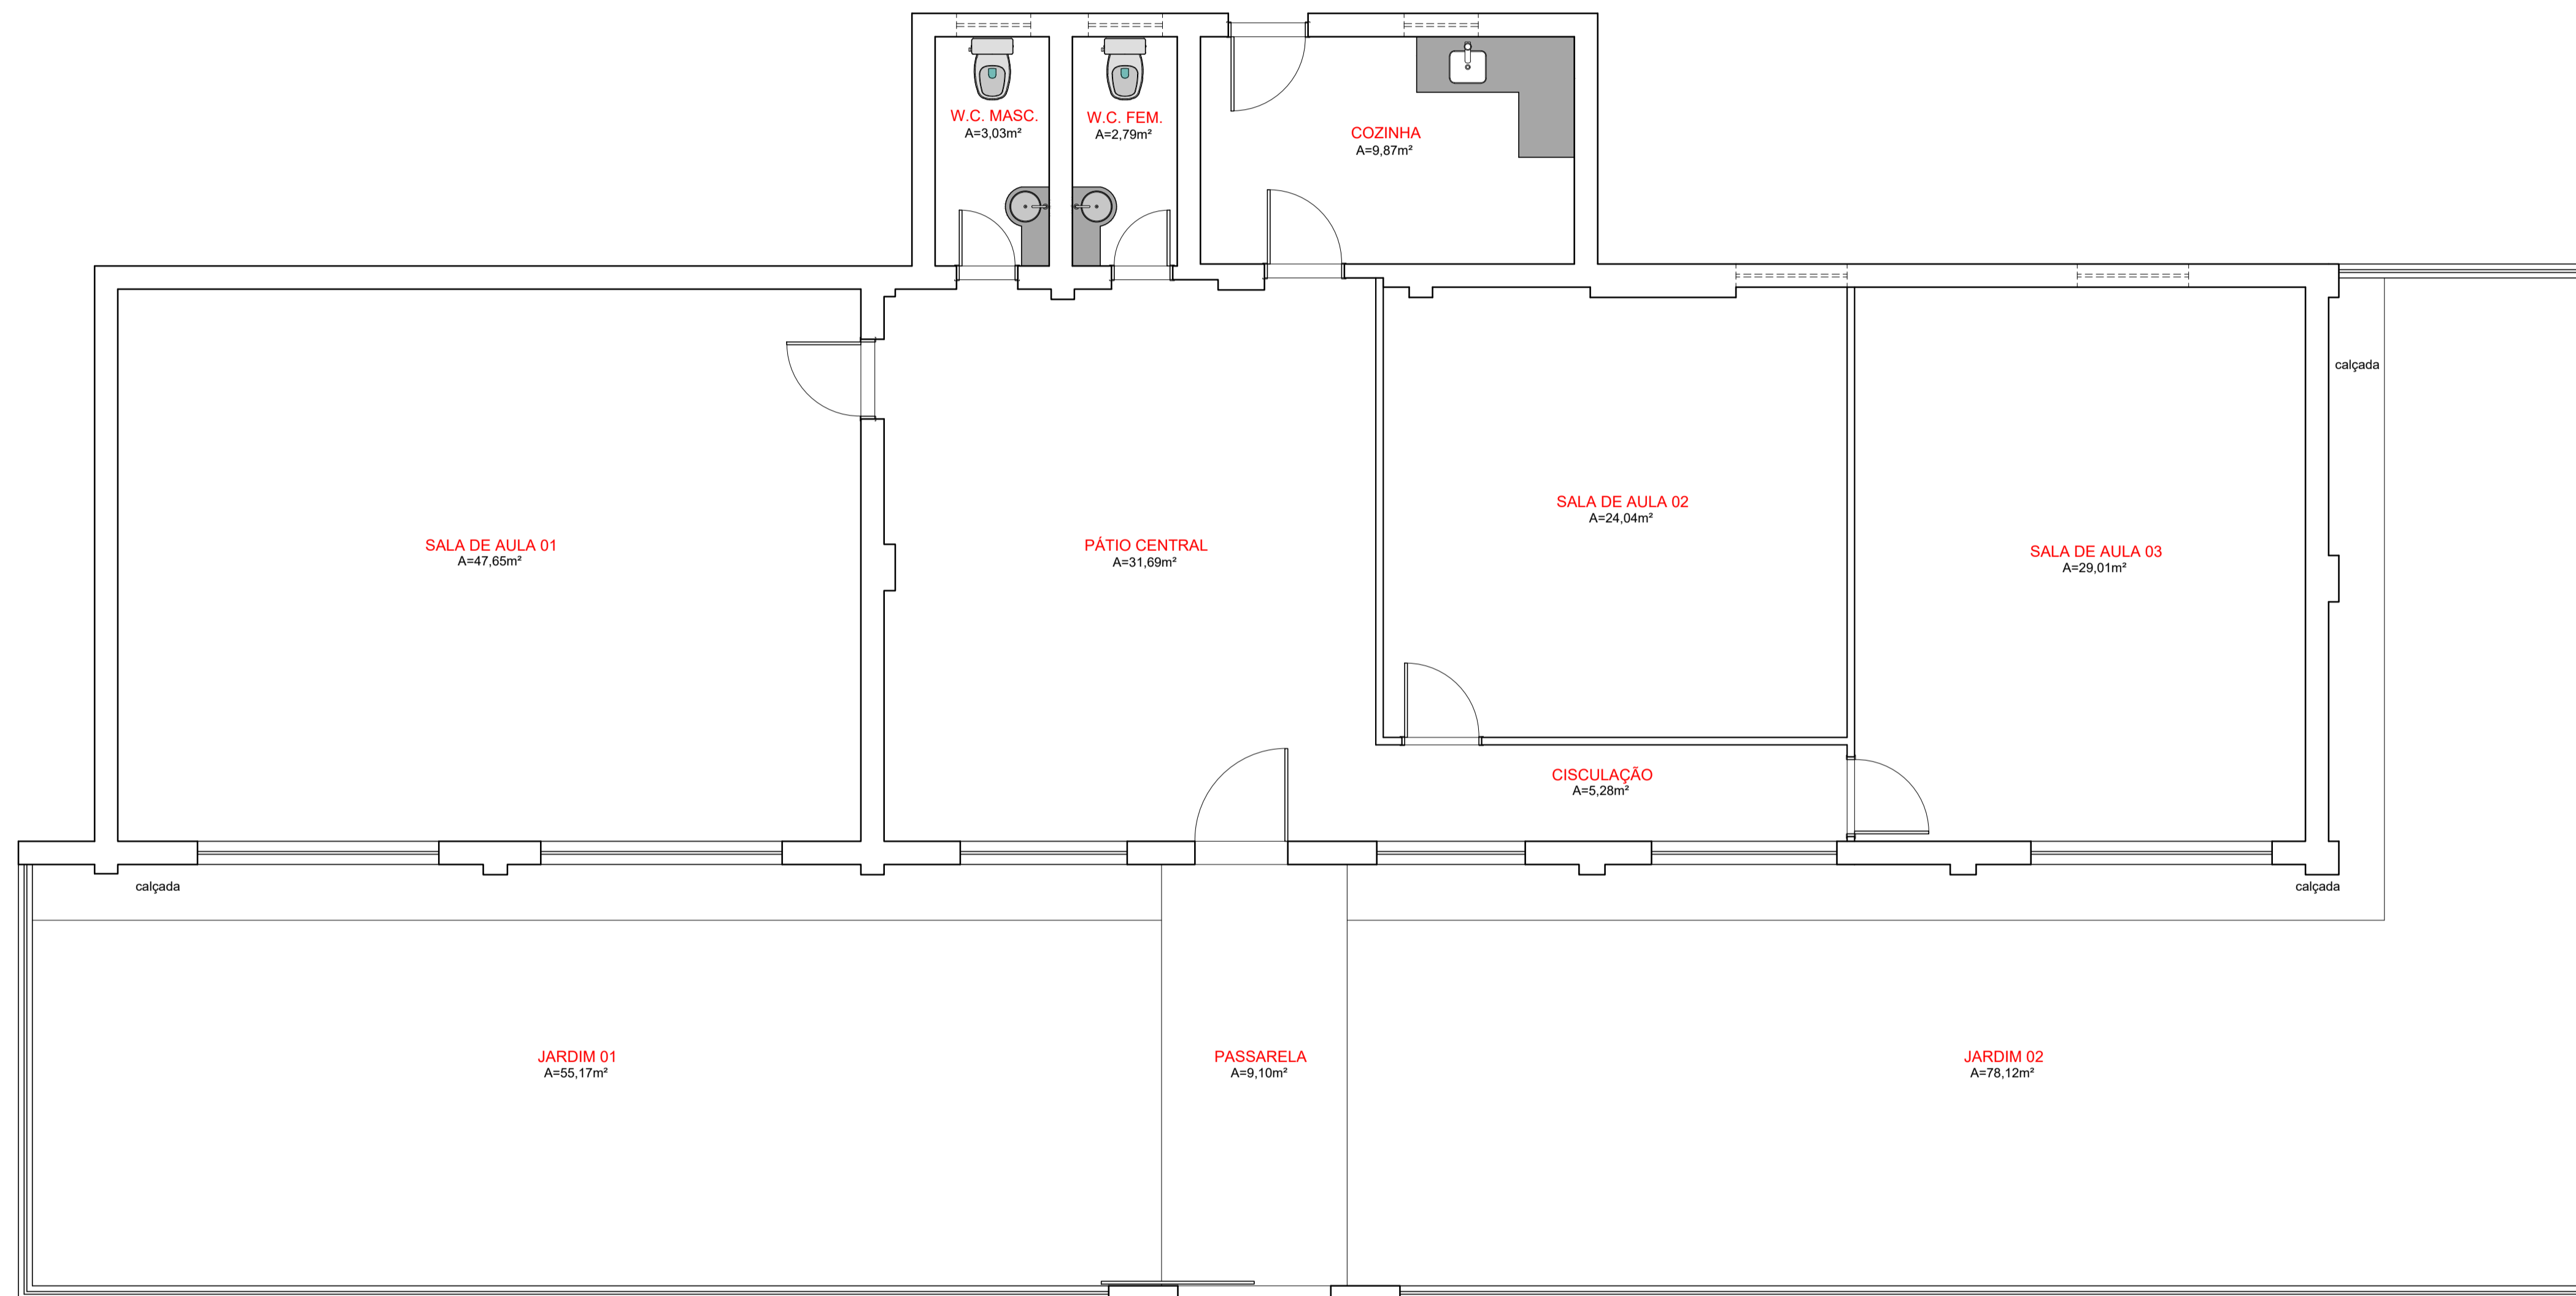 W.C. MASC.
A=3,03m²
W.C. FEM.
A=2,79m²
COZINHA
A=9,87m²
calçada
SALA DE AULA 01
A=47,65m²
PÁTIO CENTRAL
A=31,69m²
SALA DE AULA 02
A=24,04m²
SALA DE AULA 03
A=29,01m²
CISCULAÇÃO
A=5,28m²
calçada
calçada
JARDIM 01
A=55,17m²
PASSARELA
A=9,10m²
JARDIM 02
A=78,12m²